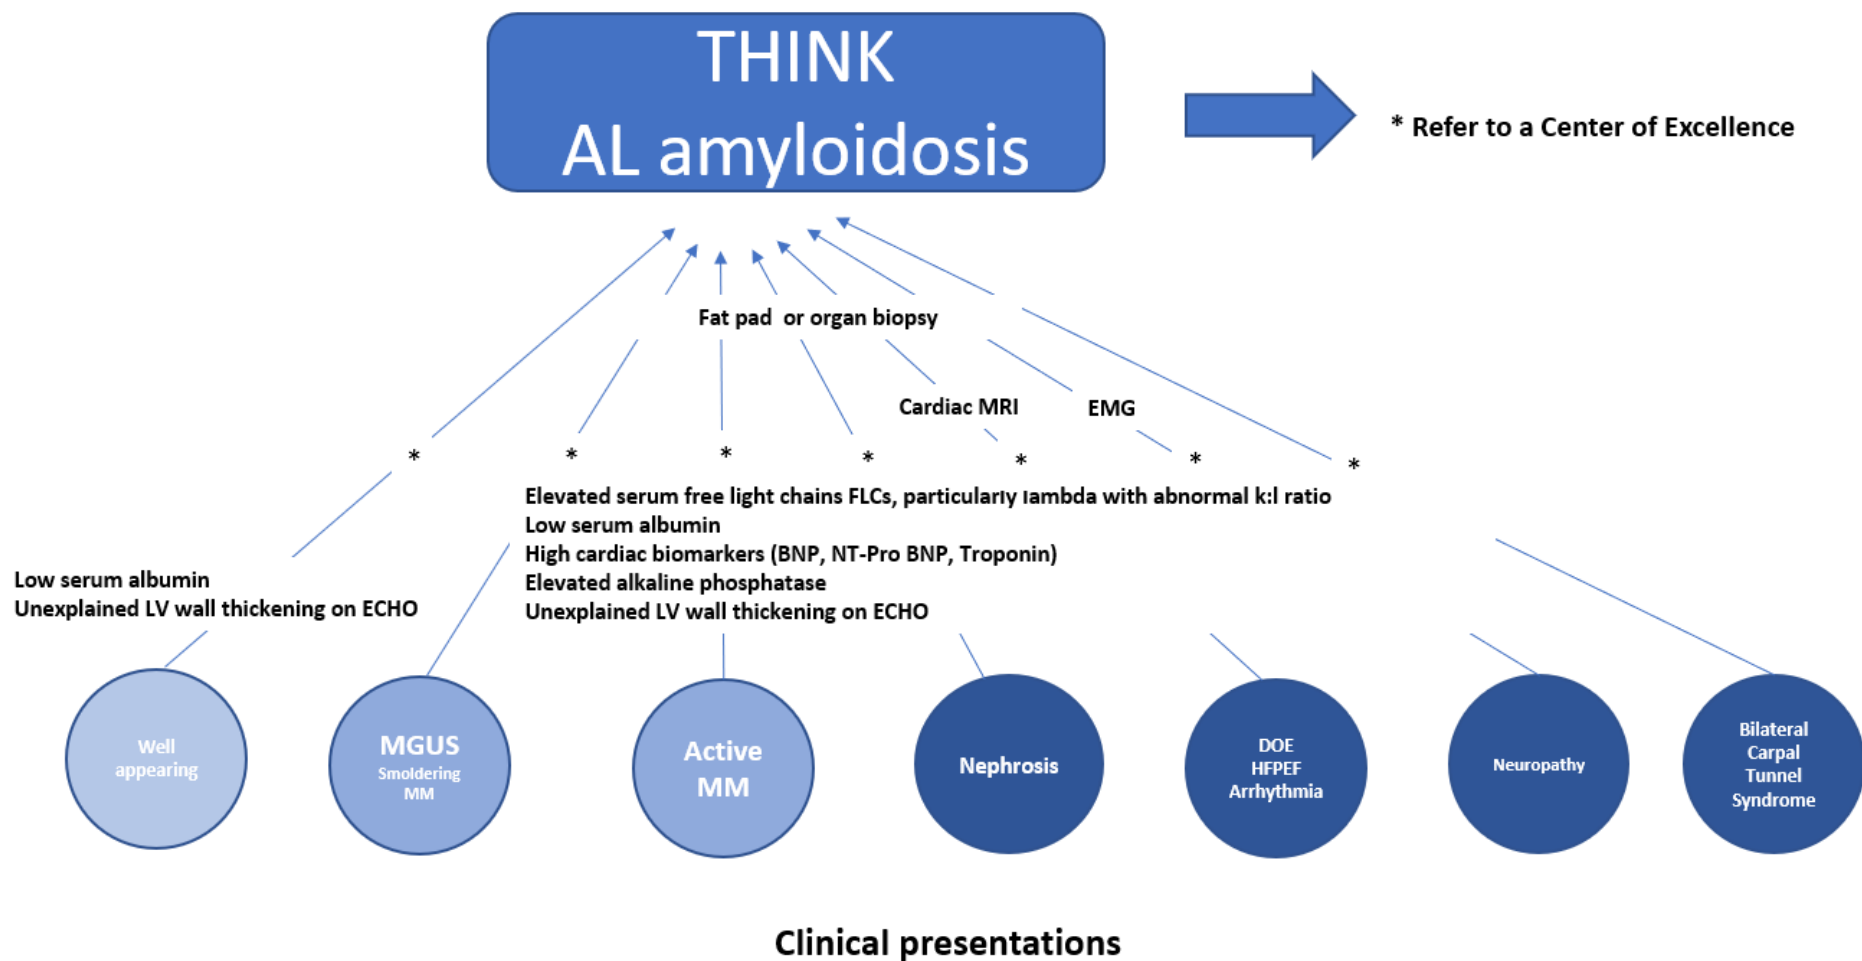 THINK
AL amyloidosis
* Refer to a Center of Excellence
Fat pad or organ biopsy
Cardiac MRI
EMG
* * * * * * *
Elevated serum free light chains FLCs, particularly lambda with abnormal k:l ratio
Low serum albumin
High cardiac biomarkers (BNP, NT-Pro BNP, Troponin)
Elevated alkaline phosphatase
Unexplained LV wall thickening on ECHO
Low serum albumin
Unexplained LV wall thickening on ECHO
Well
appearing
MGUS
Smoldering
MM
Active
MM
Nephrosis
DOE
HFPEF
Arrhythmia
Neuropathy
Bilateral
Carpal
Tunnel
Syndrome
Clinical presentations